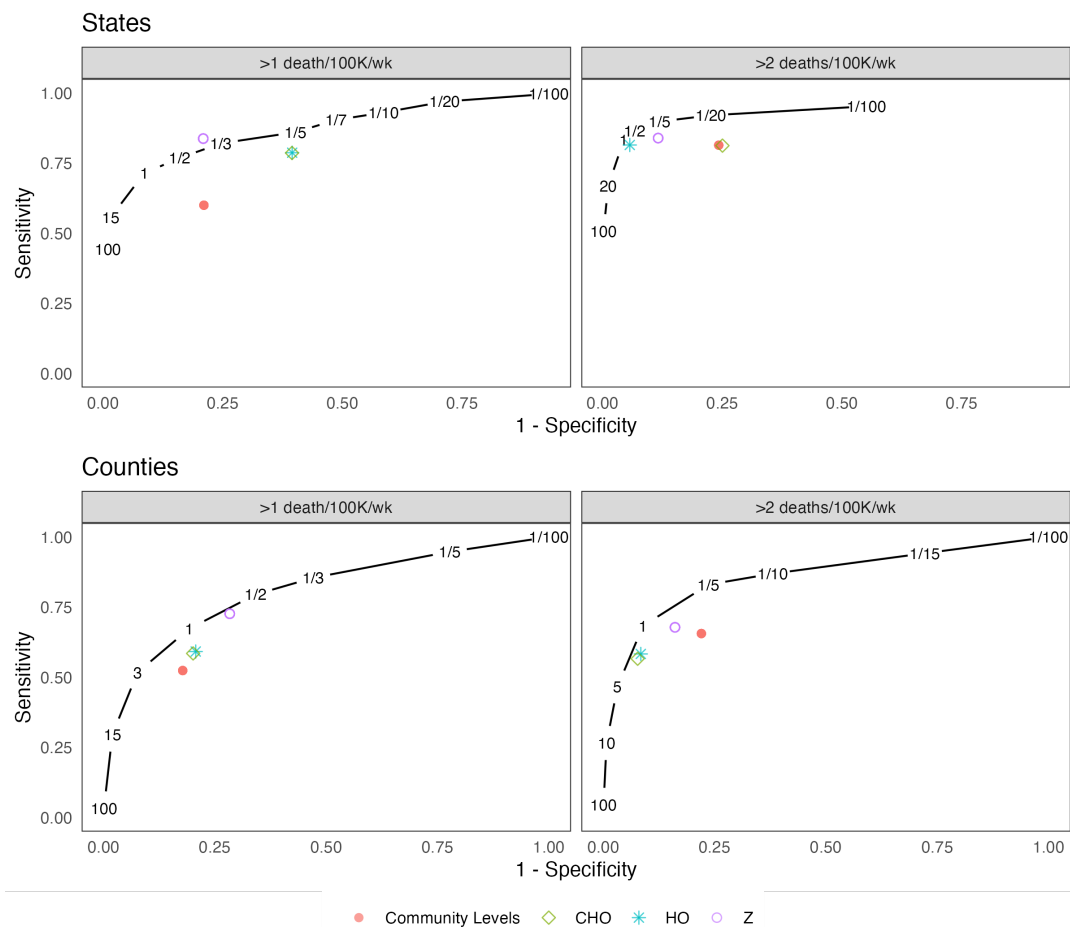 States
>1 death/100K/wk
>2 deaths/100K/wk
1.00
0.75
0.50
0.25
0.00
Sensitivity
100
15
1
1/2
1/3
1/5
1/7
1/10
1/20
1/100
100
20
1
1/2
1/5
1/20
1/100
0.00 0.25 0.50 0.75
0.00 0.25 0.50 0.75
1 - Specificity
Counties
>1 death/100K/wk
>2 deaths/100K/wk
1.00
0.75
0.50
0.25
0.00
Sensitivity
100
15
3
1
1/2
1/3
1/5
1/100
100
10
5
1
1/5
1/10
1/15
1/100
0.00 0.25 0.50 0.75 1.00
0.00 0.25 0.50 0.75 1.00
1 - Specificity
Community Levels CHO HO Z